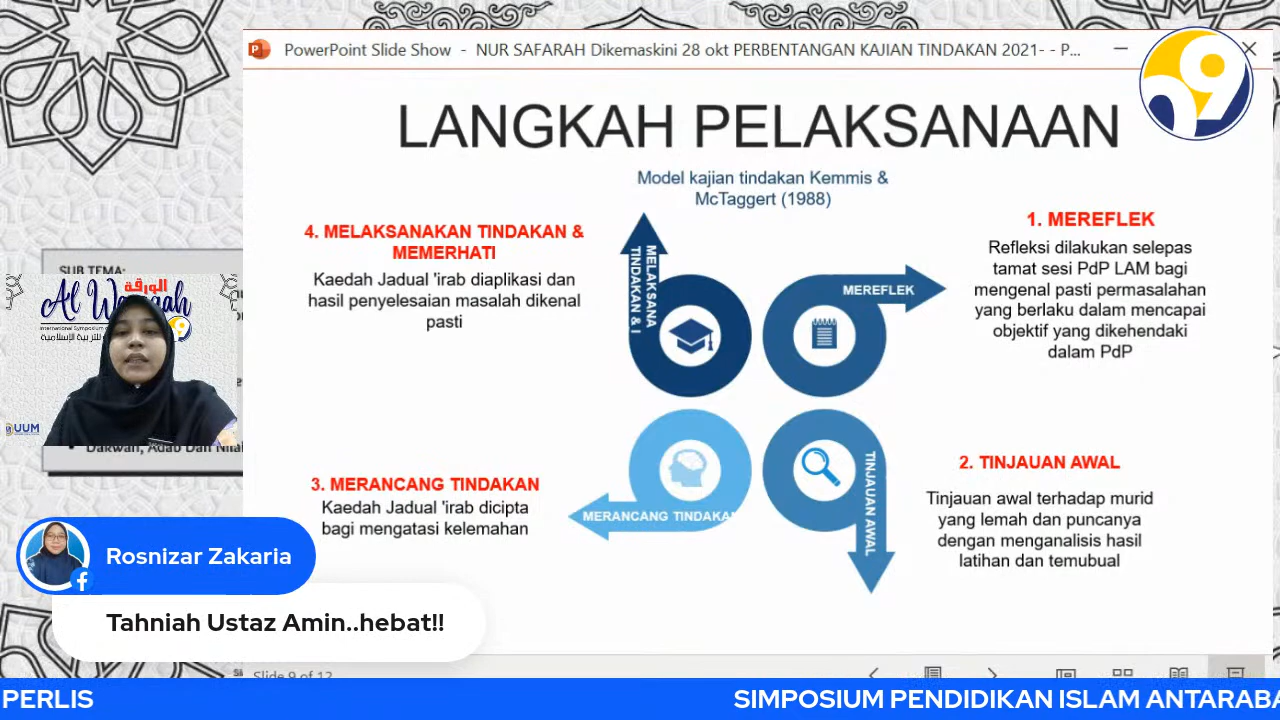 PowerPoint Slide Show - NUR SAFARAH Dikemaskini 28 okt PERBENTANGAN KAJIAN TINDAKAN 2021- - P...
LANGKAH PELAKSANAAN
Model kajian tindakan Kemmis &
McTaggert (1988)
4. MELAKSANAKAN TINDAKAN &
MEMERHATI
Kaedah Jadual 'irab diaplikasi dan
hasil penyelesaian masalah dikenal
pasti
MELAKSANA
TINDAKAN & I
MEREFLEK
1. MEREFLEK
Refleksi dilakukan selepas
tamat sesi PdP LAM bagi
mengenal pasti permasalahan
yang berlaku dalam mencapai
objektif yang dikehendaki
dalam PdP
3. MERANCANG TINDAKAN
Kaedah Jadual 'irab dicipta
bagi mengatasi kelemahan
MERANCANG TINDAKAN
TINJAUAN AWAL
2. TINJAUAN AWAL
Tinjauan awal terhadap murid
yang lemah dan puncanya
dengan menganalisis hasil
latihan dan temubual
SUB TEMA:
الورقة
Al Waraqah
UUM
Dakwah, Adab Dan Nilai
Rosnizar Zakaria
Tahniah Ustaz Amin..hebat!!
Slide 9 of 12
PERLIS
SIMPOSIUM PENDIDIKAN ISLAM ANTARABA